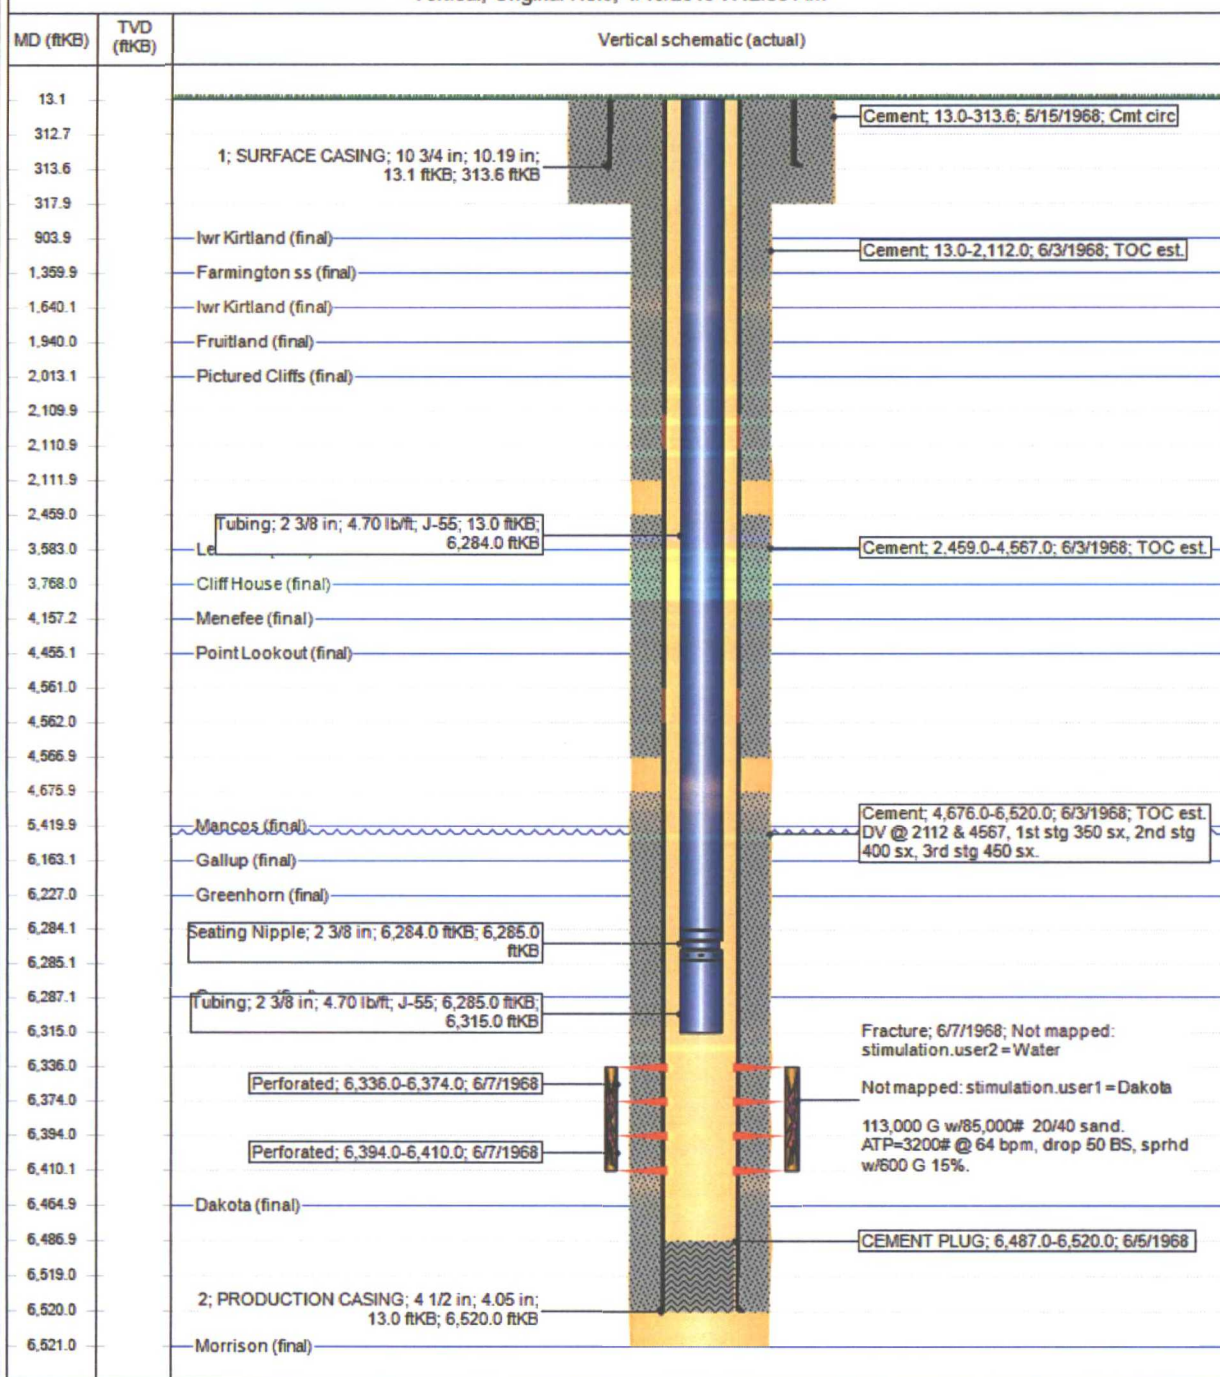 MD (ftKB)
TVD
(ftKB)
Vertical schematic (actual)
13.1
Cement; 13.0-313.6; 5/15/1968; Cmt circ
312.7
1; SURFACE CASING; 10 3/4 in; 10.19 in;
13.1 ftKB; 313.6 ftKB
313.6
317.9
903.9
lwr Kirtland (final)
Cement; 13.0-2,112.0; 6/3/1968; TOC est.
1,359.9
Farmington ss (final)
1,640.1
lwr Kirtland (final)
1,940.0
Fruitland (final)
2,013.1
Pictured Cliffs (final)
2,109.9
2,110.9
2,111.9
2,459.0
Tubing; 2 3/8 in; 4.70 lb/ft; J-55; 13.0 ftKB;
6,284.0 ftKB
3,583.0
Cement; 2,459.0-4,567.0; 6/3/1968; TOC est.
3,768.0
Cliff House (final)
4,157.2
Menefee (final)
4,455.1
Point Lookout (final)
4,561.0
4,562.0
4,566.9
4,675.9
5,419.9
Mancos (final)
Cement; 4,676.0-6,520.0; 6/3/1968; TOC est.
DV @ 2112 & 4567, 1st stg 350 sx, 2nd stg
400 sx, 3rd stg 450 sx.
6,163.1
Gallup (final)
6,227.0
Greenhorn (final)
6,284.1
Seating Nipple; 2 3/8 in; 6,284.0 ftKB; 6,285.0
ftKB
6,285.1
6,287.1
Tubing; 2 3/8 in; 4.70 lb/ft; J-55; 6,285.0 ftKB;
6,315.0 ftKB
6,315.0
Fracture; 6/7/1968; Not mapped:
stimulation.user2 = Water
6,336.0
Perforated; 6,336.0-6,374.0; 6/7/1968
Not mapped: stimulation.user1 = Dakota
6,374.0
113,000 G w/85,000# 20/40 sand.
ATP=3200# @ 64 bpm, drop 50 BS, sprhd
w/600 G 15%.
6,394.0
Perforated; 6,394.0-6,410.0; 6/7/1968
6,410.1
6,464.9
Dakota (final)
6,486.9
CEMENT PLUG; 6,487.0-6,520.0; 6/5/1968
6,519.0
2; PRODUCTION CASING; 4 1/2 in; 4.05 in;
13.0 ftKB; 6,520.0 ftKB
6,520.0
6,521.0
Morrison (final)